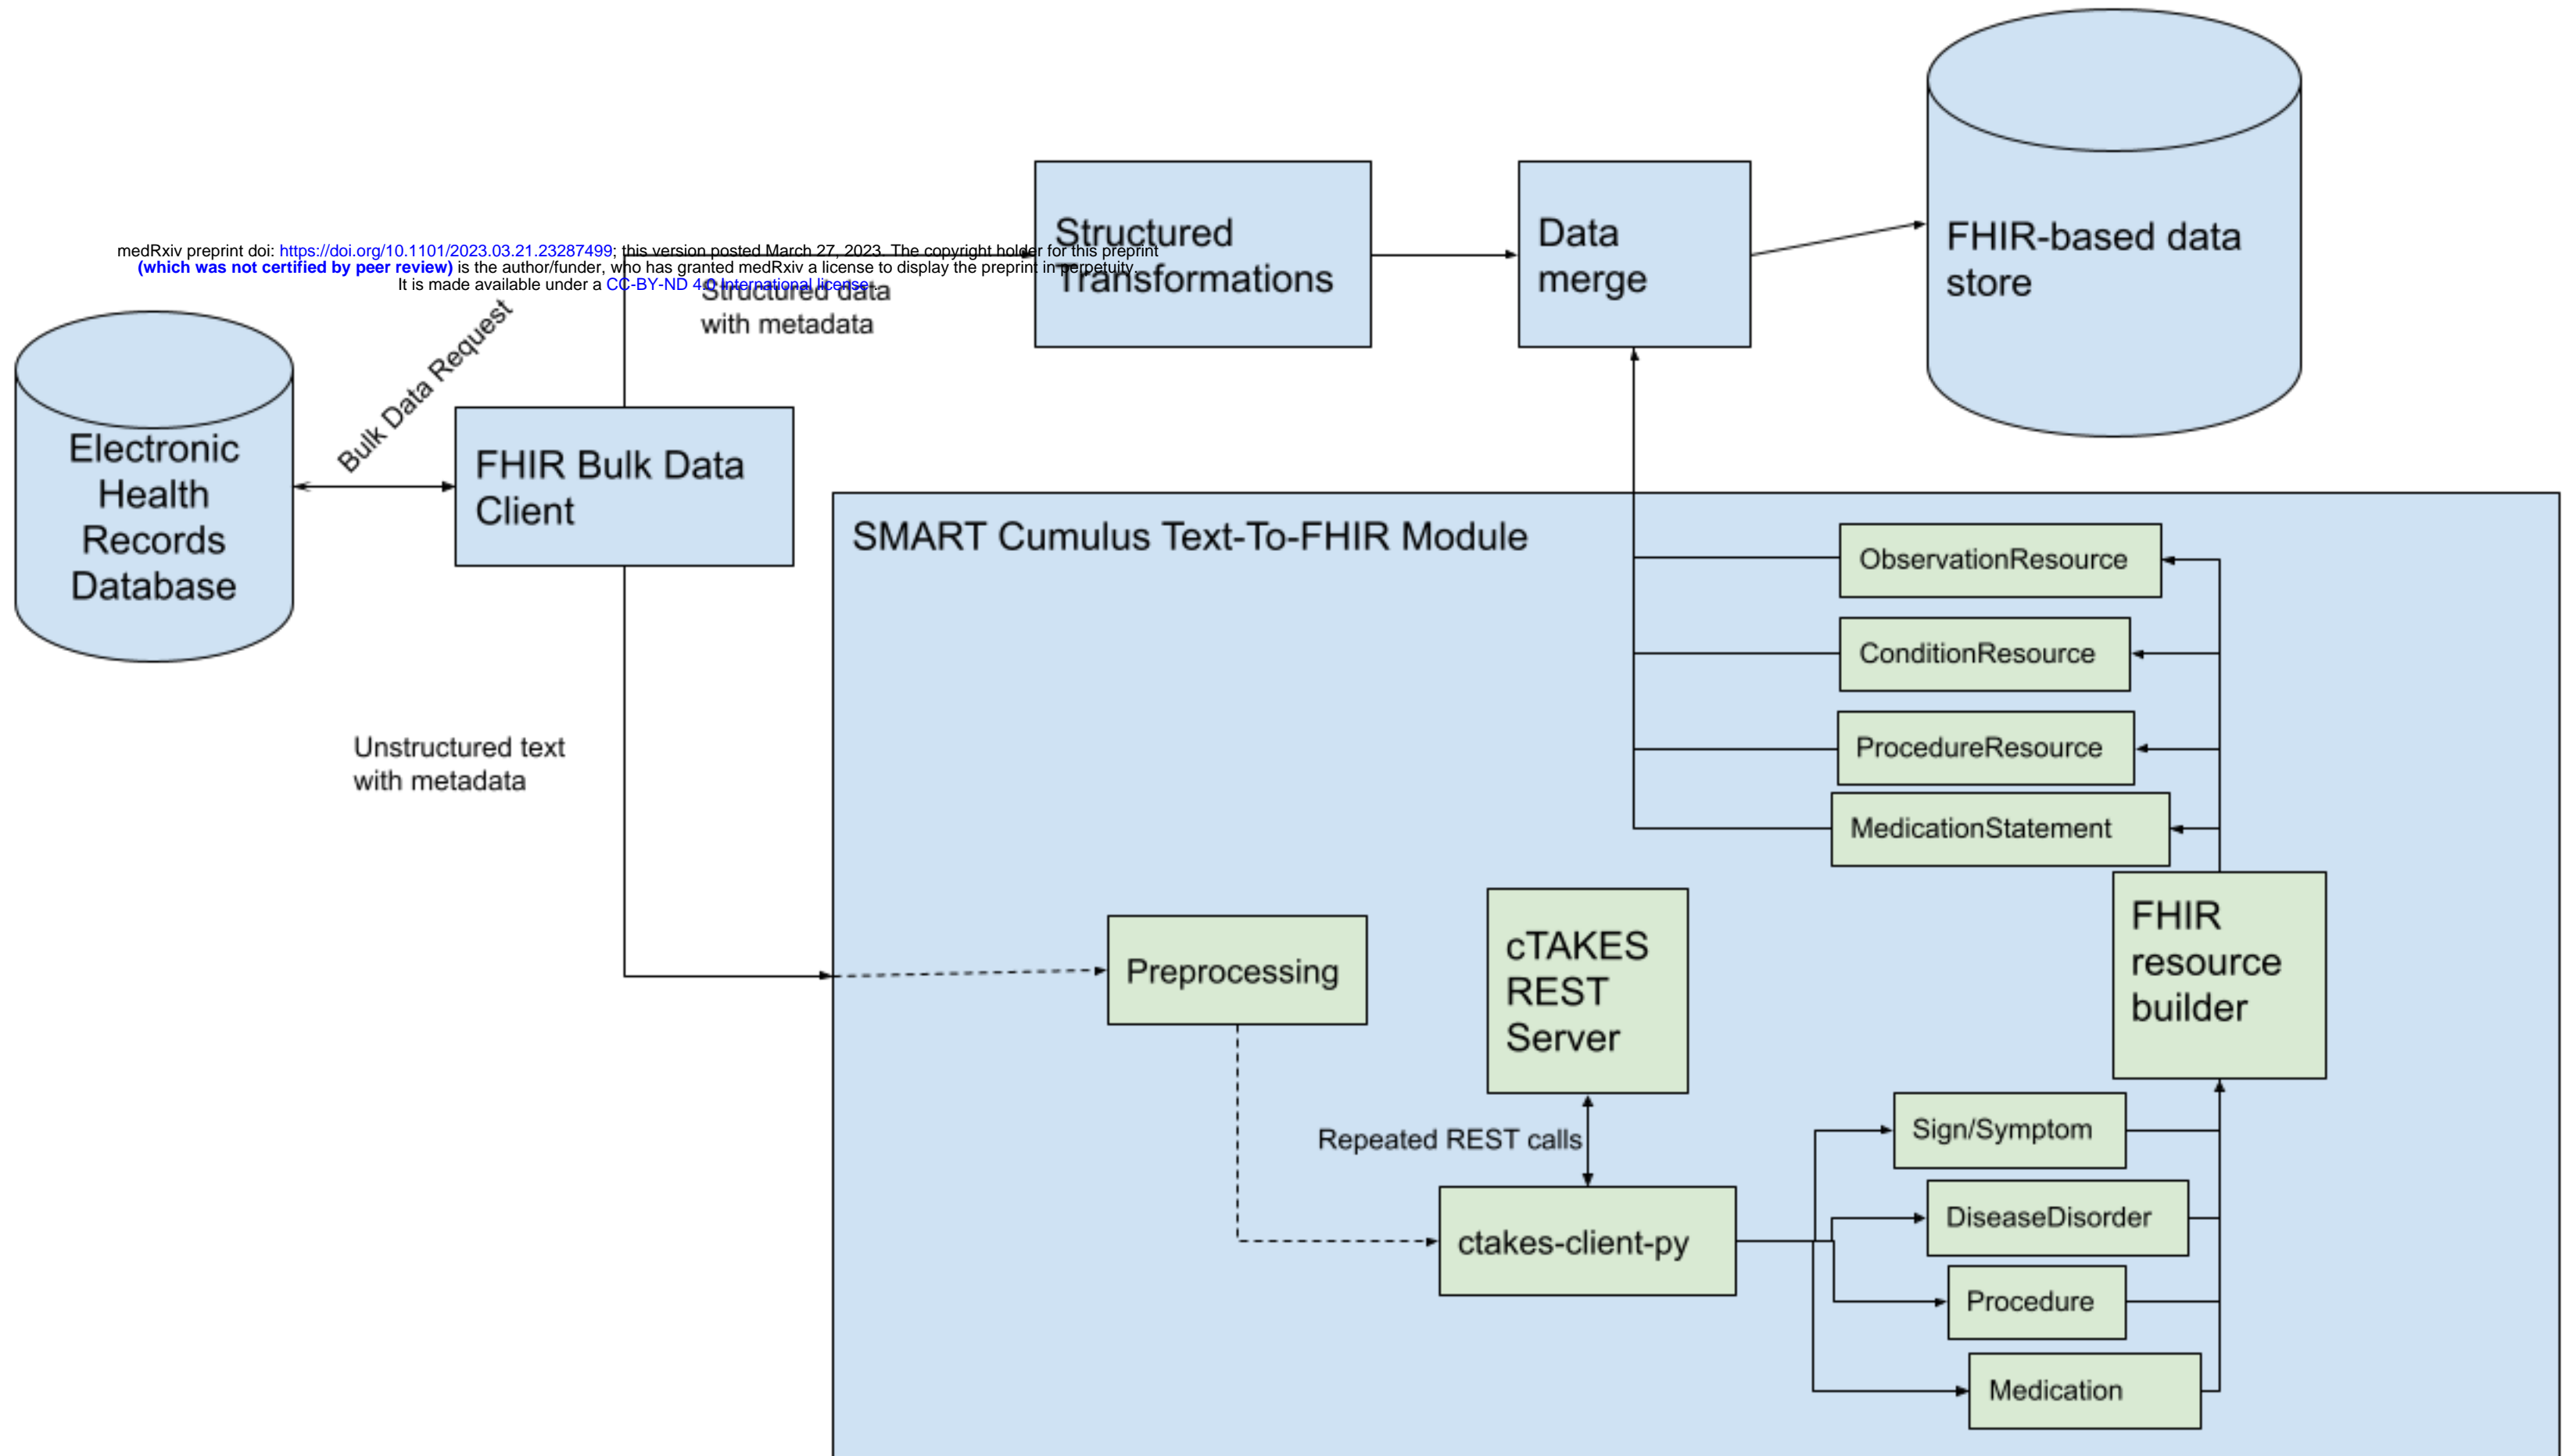 medRxiv preprint doi: https://doi.org/10.1101/2023.03.21.23287499; this version posted March 27, 2023. The copyright holder for this preprint
(which was not certified by peer review) is the author/funder, who has granted medRxiv a license to display the preprint in perpetuity.
It is made available under a CC-BY-ND 4.0 International license .
Structured
Transformations
Data
merge
FHIR-based data
store
Structured data
with metadata
Bulk Data Request
Electronic
Health
Records
Database
FHIR Bulk Data
Client
SMART Cumulus Text-To-FHIR Module
ObservationResource
ConditionResource
ProcedureResource
MedicationStatement
Unstructured text
with metadata
Preprocessing
cTAKES
REST
Server
FHIR
resource
builder
Repeated REST calls
ctakes-client-py
Sign/Symptom
DiseaseDisorder
Procedure
Medication